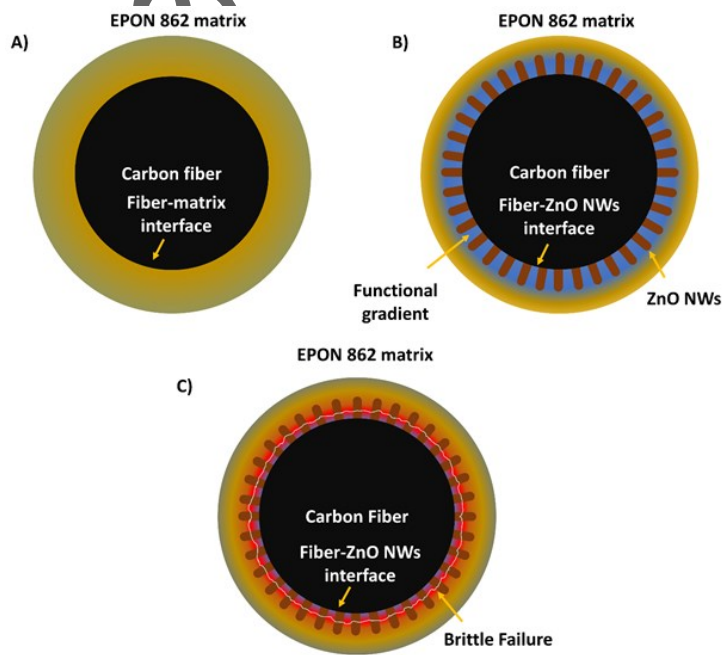 EPON 862 matrix
A)
Carbon fiber
Fiber-matrix
interface
EPON 862 matrix
B)
Carbon fiber
Fiber-ZnO NWs
interface
Functional
gradient
ZnO NWs
EPON 862 matrix
C)
Carbon Fiber
Fiber-ZnO NWs
interface
Brittle Failure